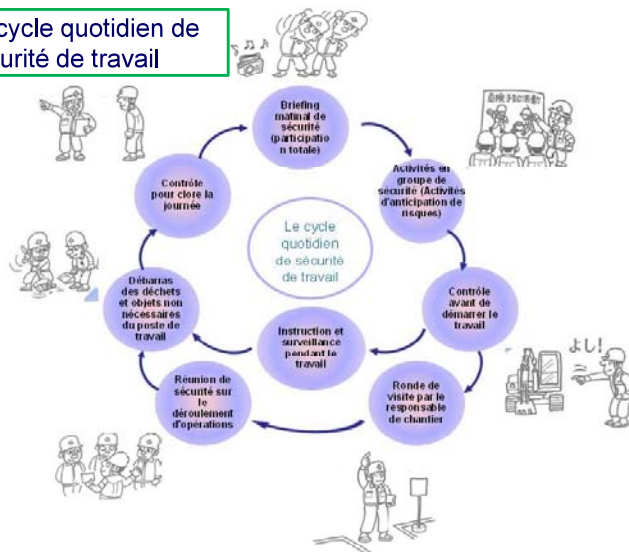 cycle quotidien de
urité de travail
Briefing
matinal de
sécurité
(participatio
n totale)
Activités en
groupe de
sécurité (Activités
d'anticipation de
risques)
Contrôle
avant de
démarrer le
travail
Ronde de
visite par le
responsable
de chantier
Instruction et
surveillance
pendant le
travail
Réunion de
sécurité sur
le
déroulement
d'opérations
Débarras
des déchets
et objets non
nécessaires
du poste de
travail
Contrôle
pour clore la
journée
Le cycle
quotidien
de sécurité
de travail
よし!